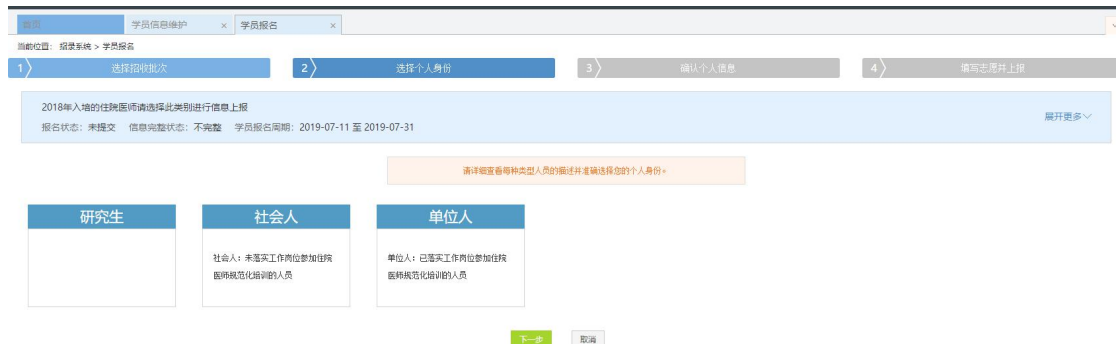 首页 学员信息维护 × 学员报名 ×
当前位置： 招录系统 > 学员报名
1 选择招收批次 2 选择个人身份 3 确认个人信息 4 填写志愿并上报
2018年入培的住院医师请选择此类别进行信息上报
报名状态：未提交 信息完整状态：不完整 学员报名周期：2019-07-11 至 2019-07-31
展开更多
请详细查看每种类型人员的描述并准确选择您的个人身份。
研究生 社会人 单位人
社会人：未落实工作岗位参加住院
医师规范化培训的人员
单位人：已落实工作岗位参加住院
医师规范化培训的人员
下一步 取消